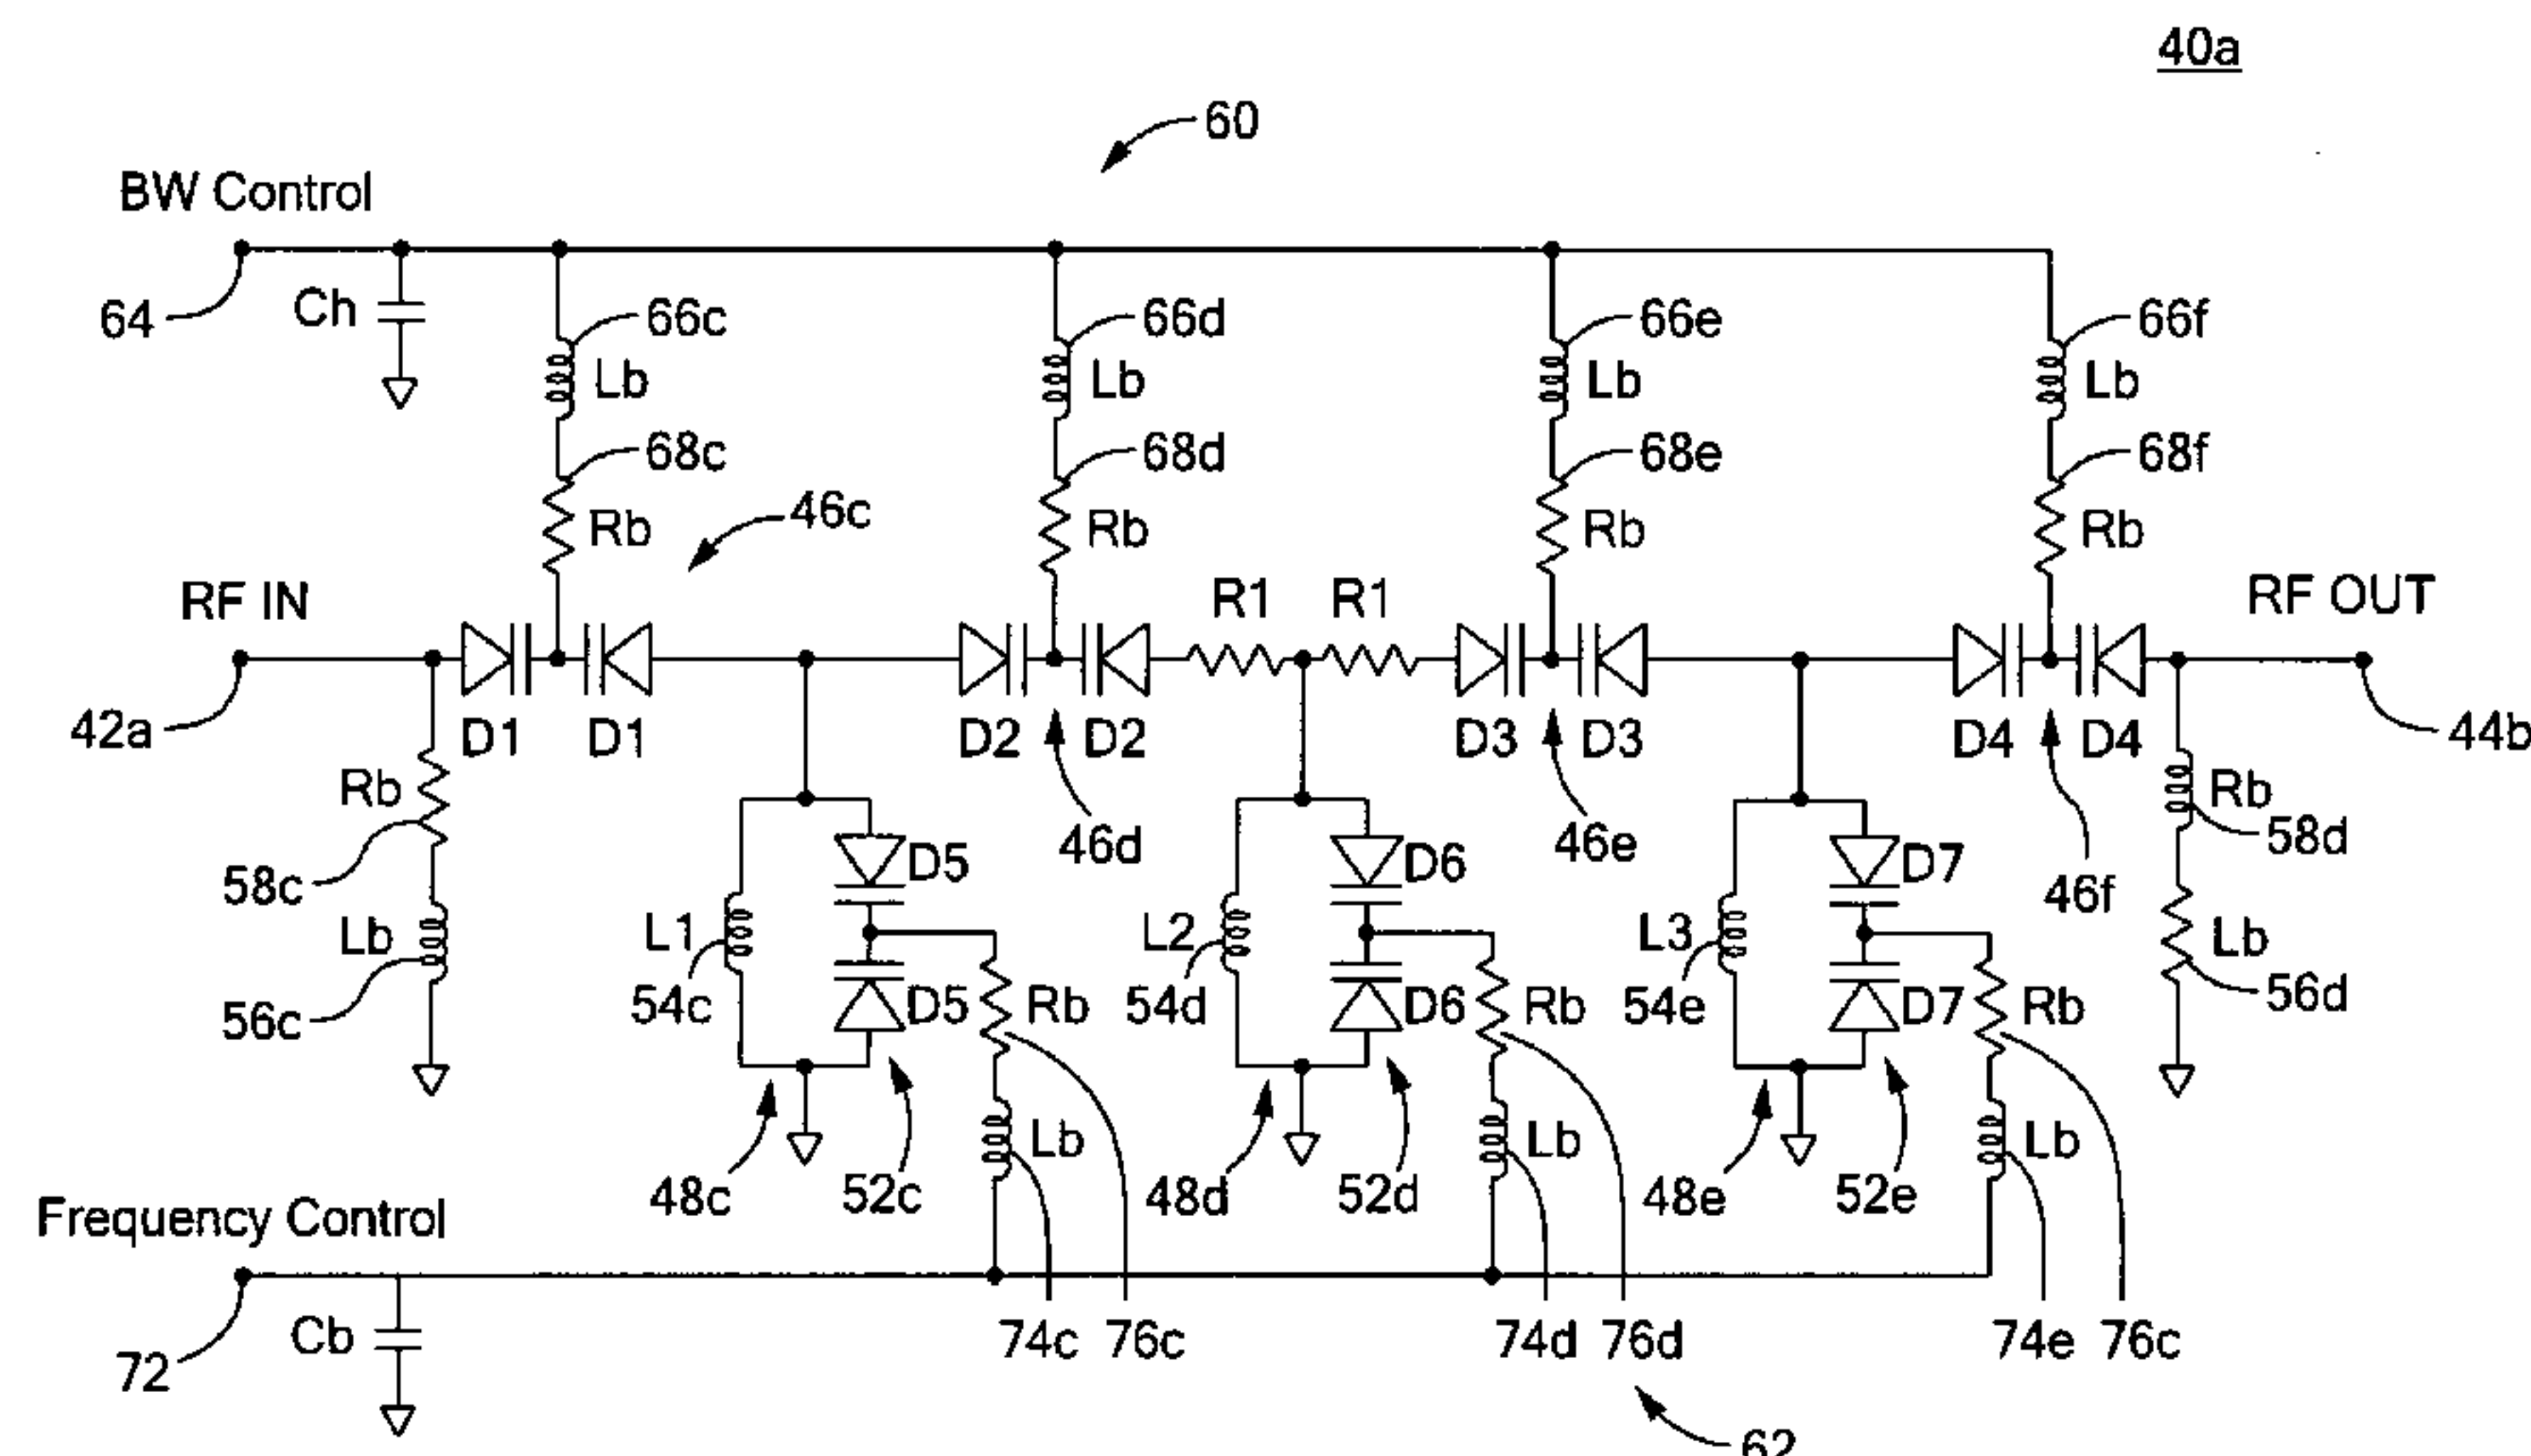 40a
60
BW Control
64 Ch 66c 66d 66e 66f
Lb Lb Lb Lb
68c 68d 68e 68f
46c Rb Rb Rb Rb
RF IN R1 R1 RF OUT
42a D1 D1 D2 D2 D3 D3 D4 D4 44b
Rb 46d 46e 46f Rb
58c D5 D6 D7 58d
Lb L1 L2 L3 Lb
56c 54c D5 Rb 54d D6 Rb 54e D7 Rb 56d
Lb Lb Lb
48c 52c 48d 52d 48e 52e
Frequency Control
72 Cb 74c 76c 74d 76d 74e 76c
62